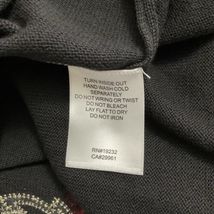 TURN INSIDE OUT
HAND WASH COLD
SEPARATELY
DO NOT WRING OR TWIST
DO NOT BLEACH
LAY FLAT TO DRY
DO NOT IRON
RN#19232
CA#29961